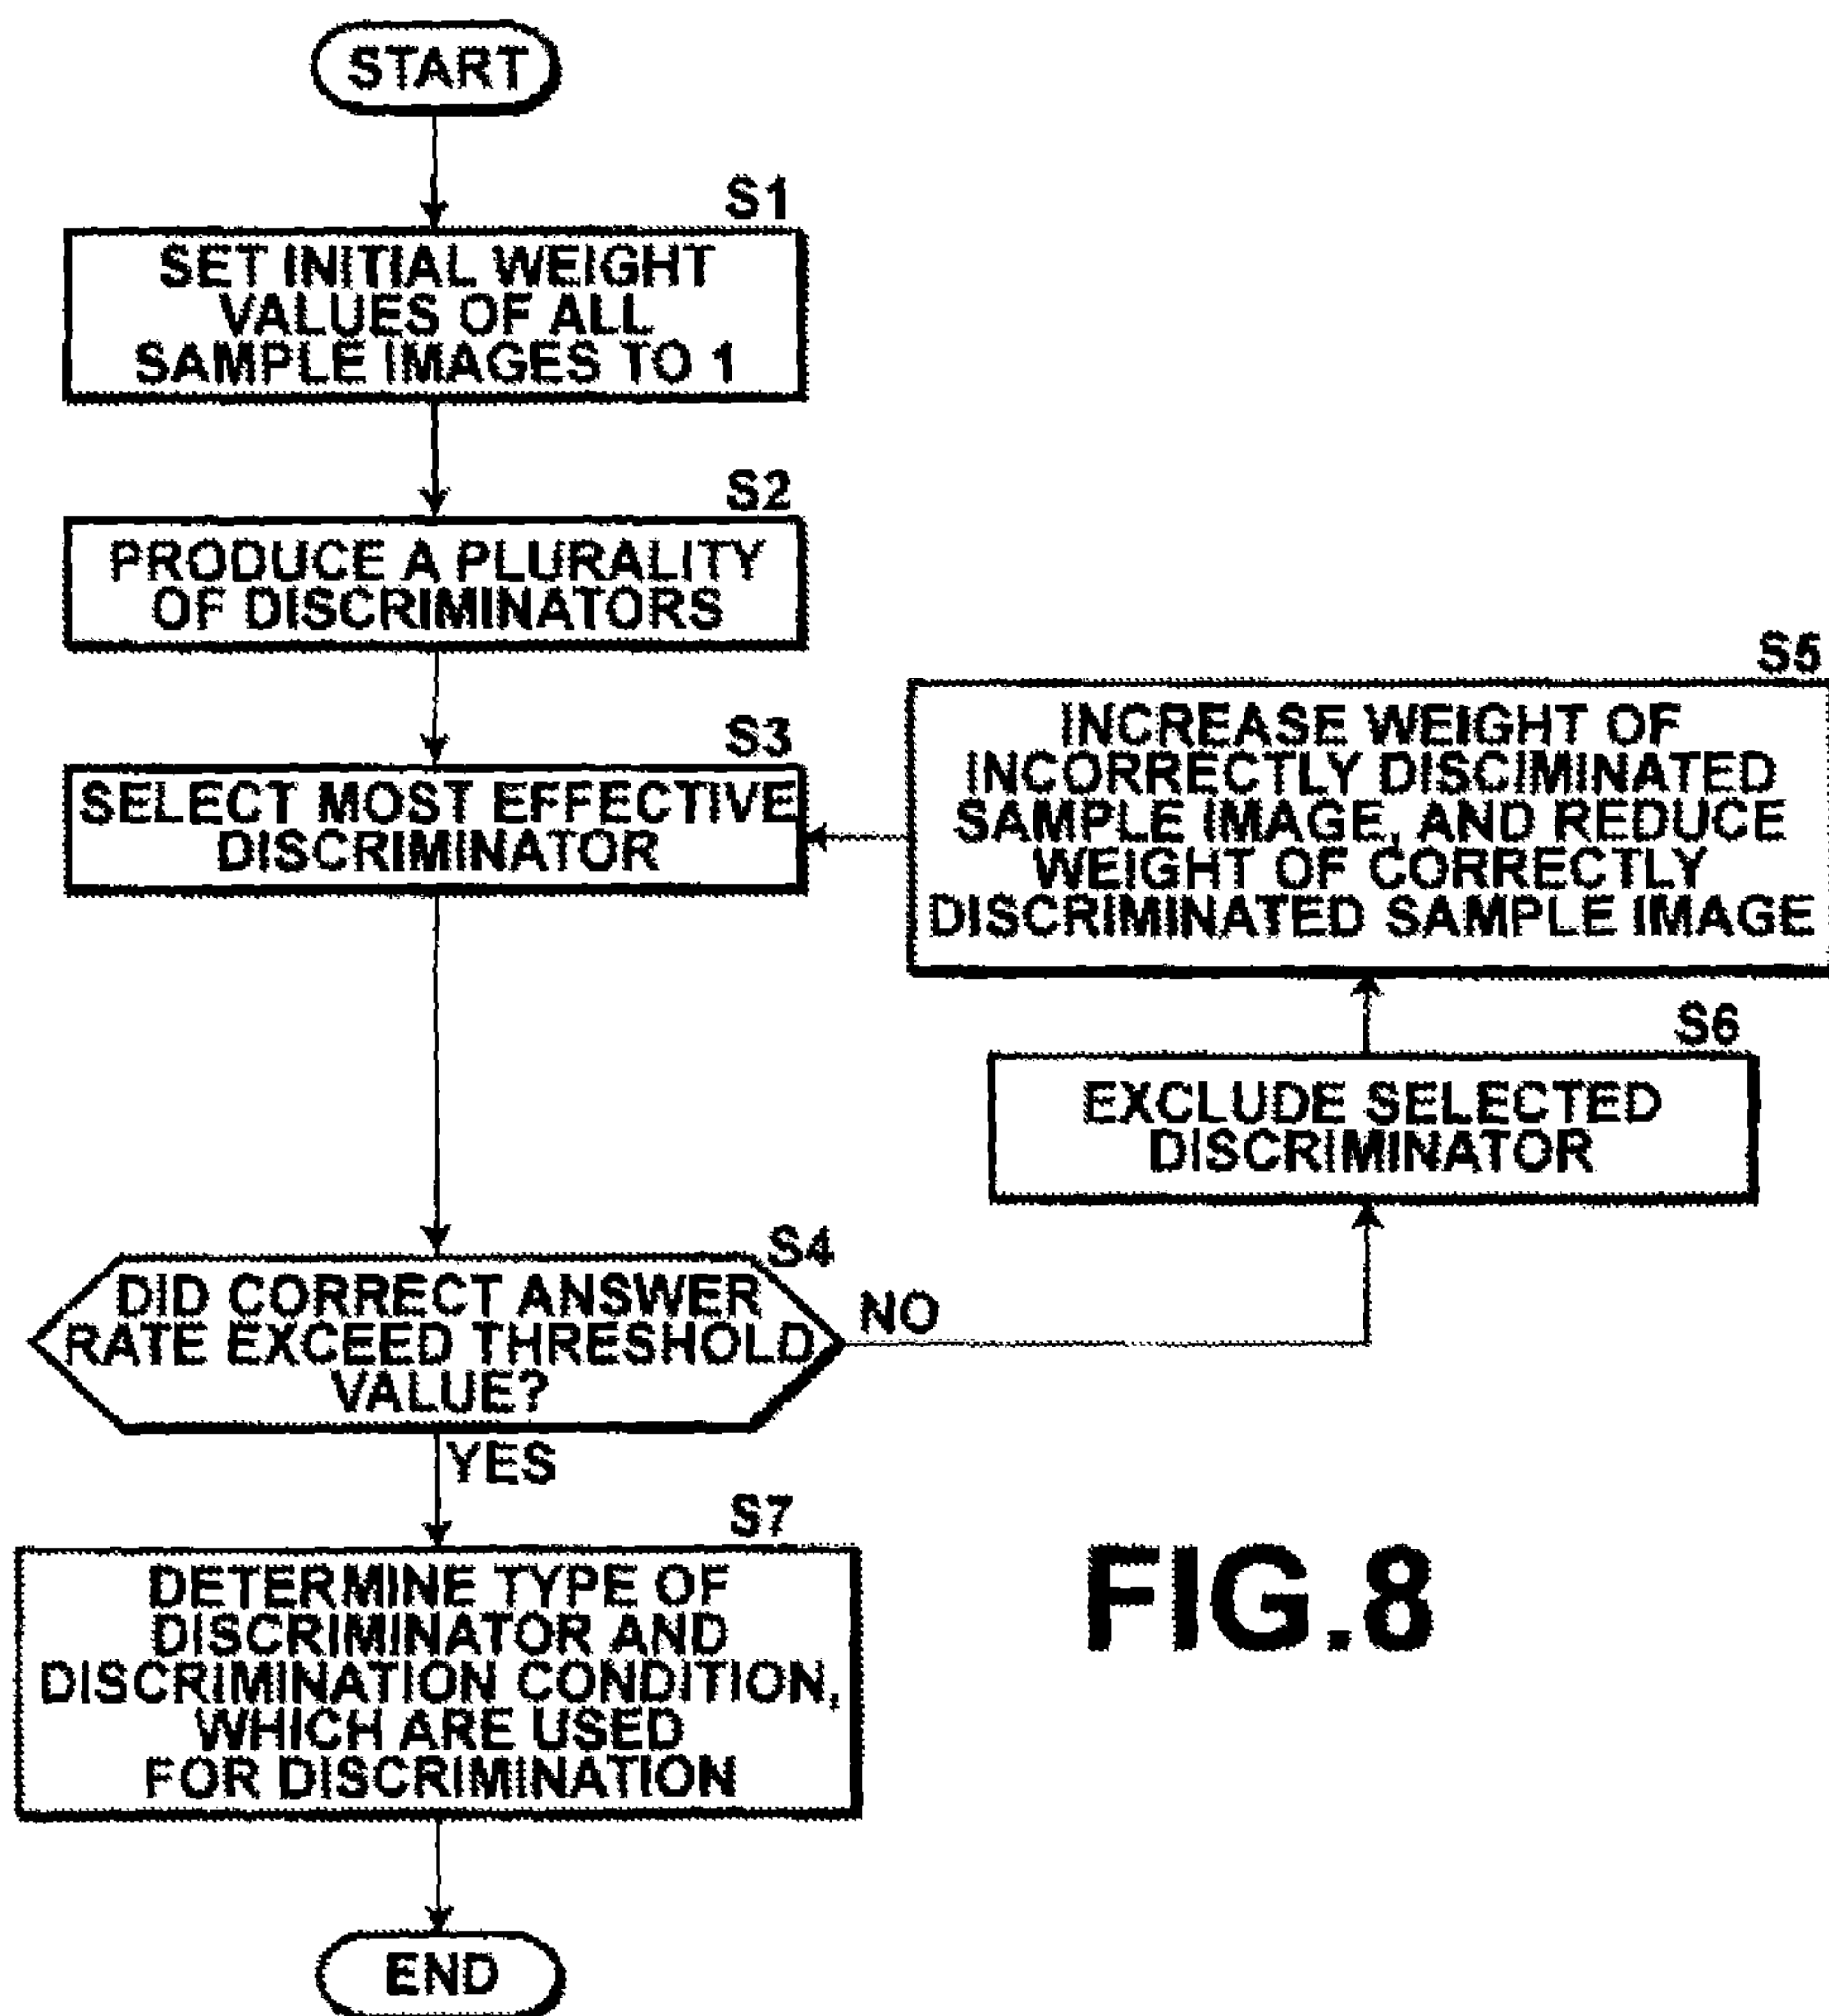 START
S1
SET INITIAL WEIGHT
VALUES OF ALL
SAMPLE IMAGES TO 1
S2
PRODUCE A PLURALITY
OF DISCRIMINATORS
S3
SELECT MOST EFFECTIVE
DISCRIMINATOR
S5
INCREASE WEIGHT OF
INCORRECTLY DISCIMINATED
SAMPLE IMAGE, AND REDUCE
WEIGHT OF CORRECTLY
DISCRIMINATED SAMPLE IMAGE
S6
EXCLUDE SELECTED
DISCRIMINATOR
S4
DID CORRECT ANSWER
RATE EXCEED THRESHOLD
VALUE?
NO
YES
S7
DETERMINE TYPE OF
DISCRIMINATOR AND
DISCRIMINATION CONDITION,
WHICH ARE USED
FOR DISCRIMINATION
END
FIG.8